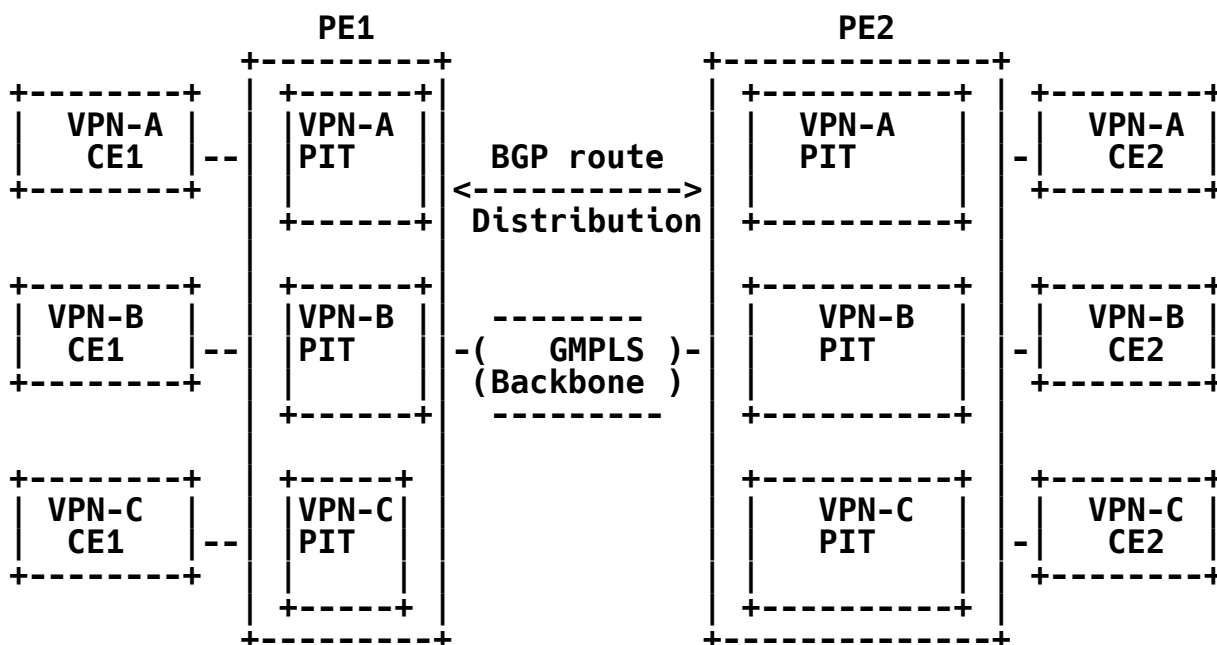 PE1 PE2
VPN-A VPN-A VPN-A VPN-A
CE1 PIT BGP route PIT CE2
Distribution
VPN-B VPN-B VPN-B VPN-B
CE1 PIT GMPLS PIT CE2
Backbone
VPN-C VPN-C VPN-C VPN-C
CE1 PIT PIT CE2